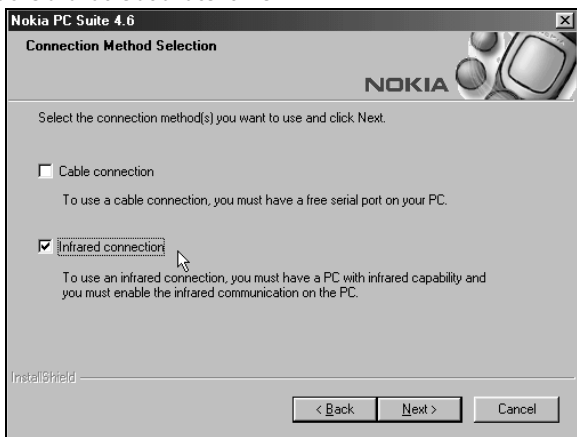 Nokia PC Suite 4.6
Connection Method Selection
NOKIA
Select the connection method(s) you want to use and click Next.
Cable connection
To use a cable connection, you must have a free serial port on your PC.
Infrared connection
To use an infrared connection, you must have a PC with infrared capability and
you must enable the infrared communication on the PC.
InstallShield
< Back Next > Cancel